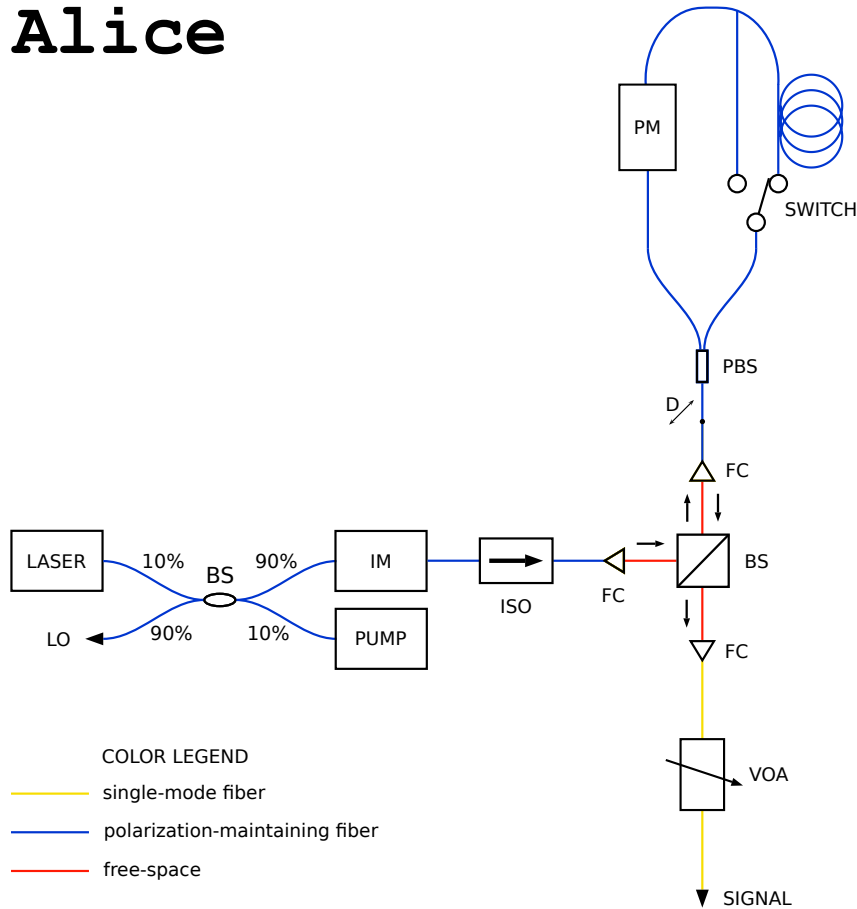 Alice
PM
SWITCH
PBS
D
FC
LASER
10%
BS
90%
IM
ISO
FC
BS
LO
90%
10%
PUMP
FC
COLOR LEGEND
single-mode fiber
polarization-maintaining fiber
free-space
VOA
SIGNAL